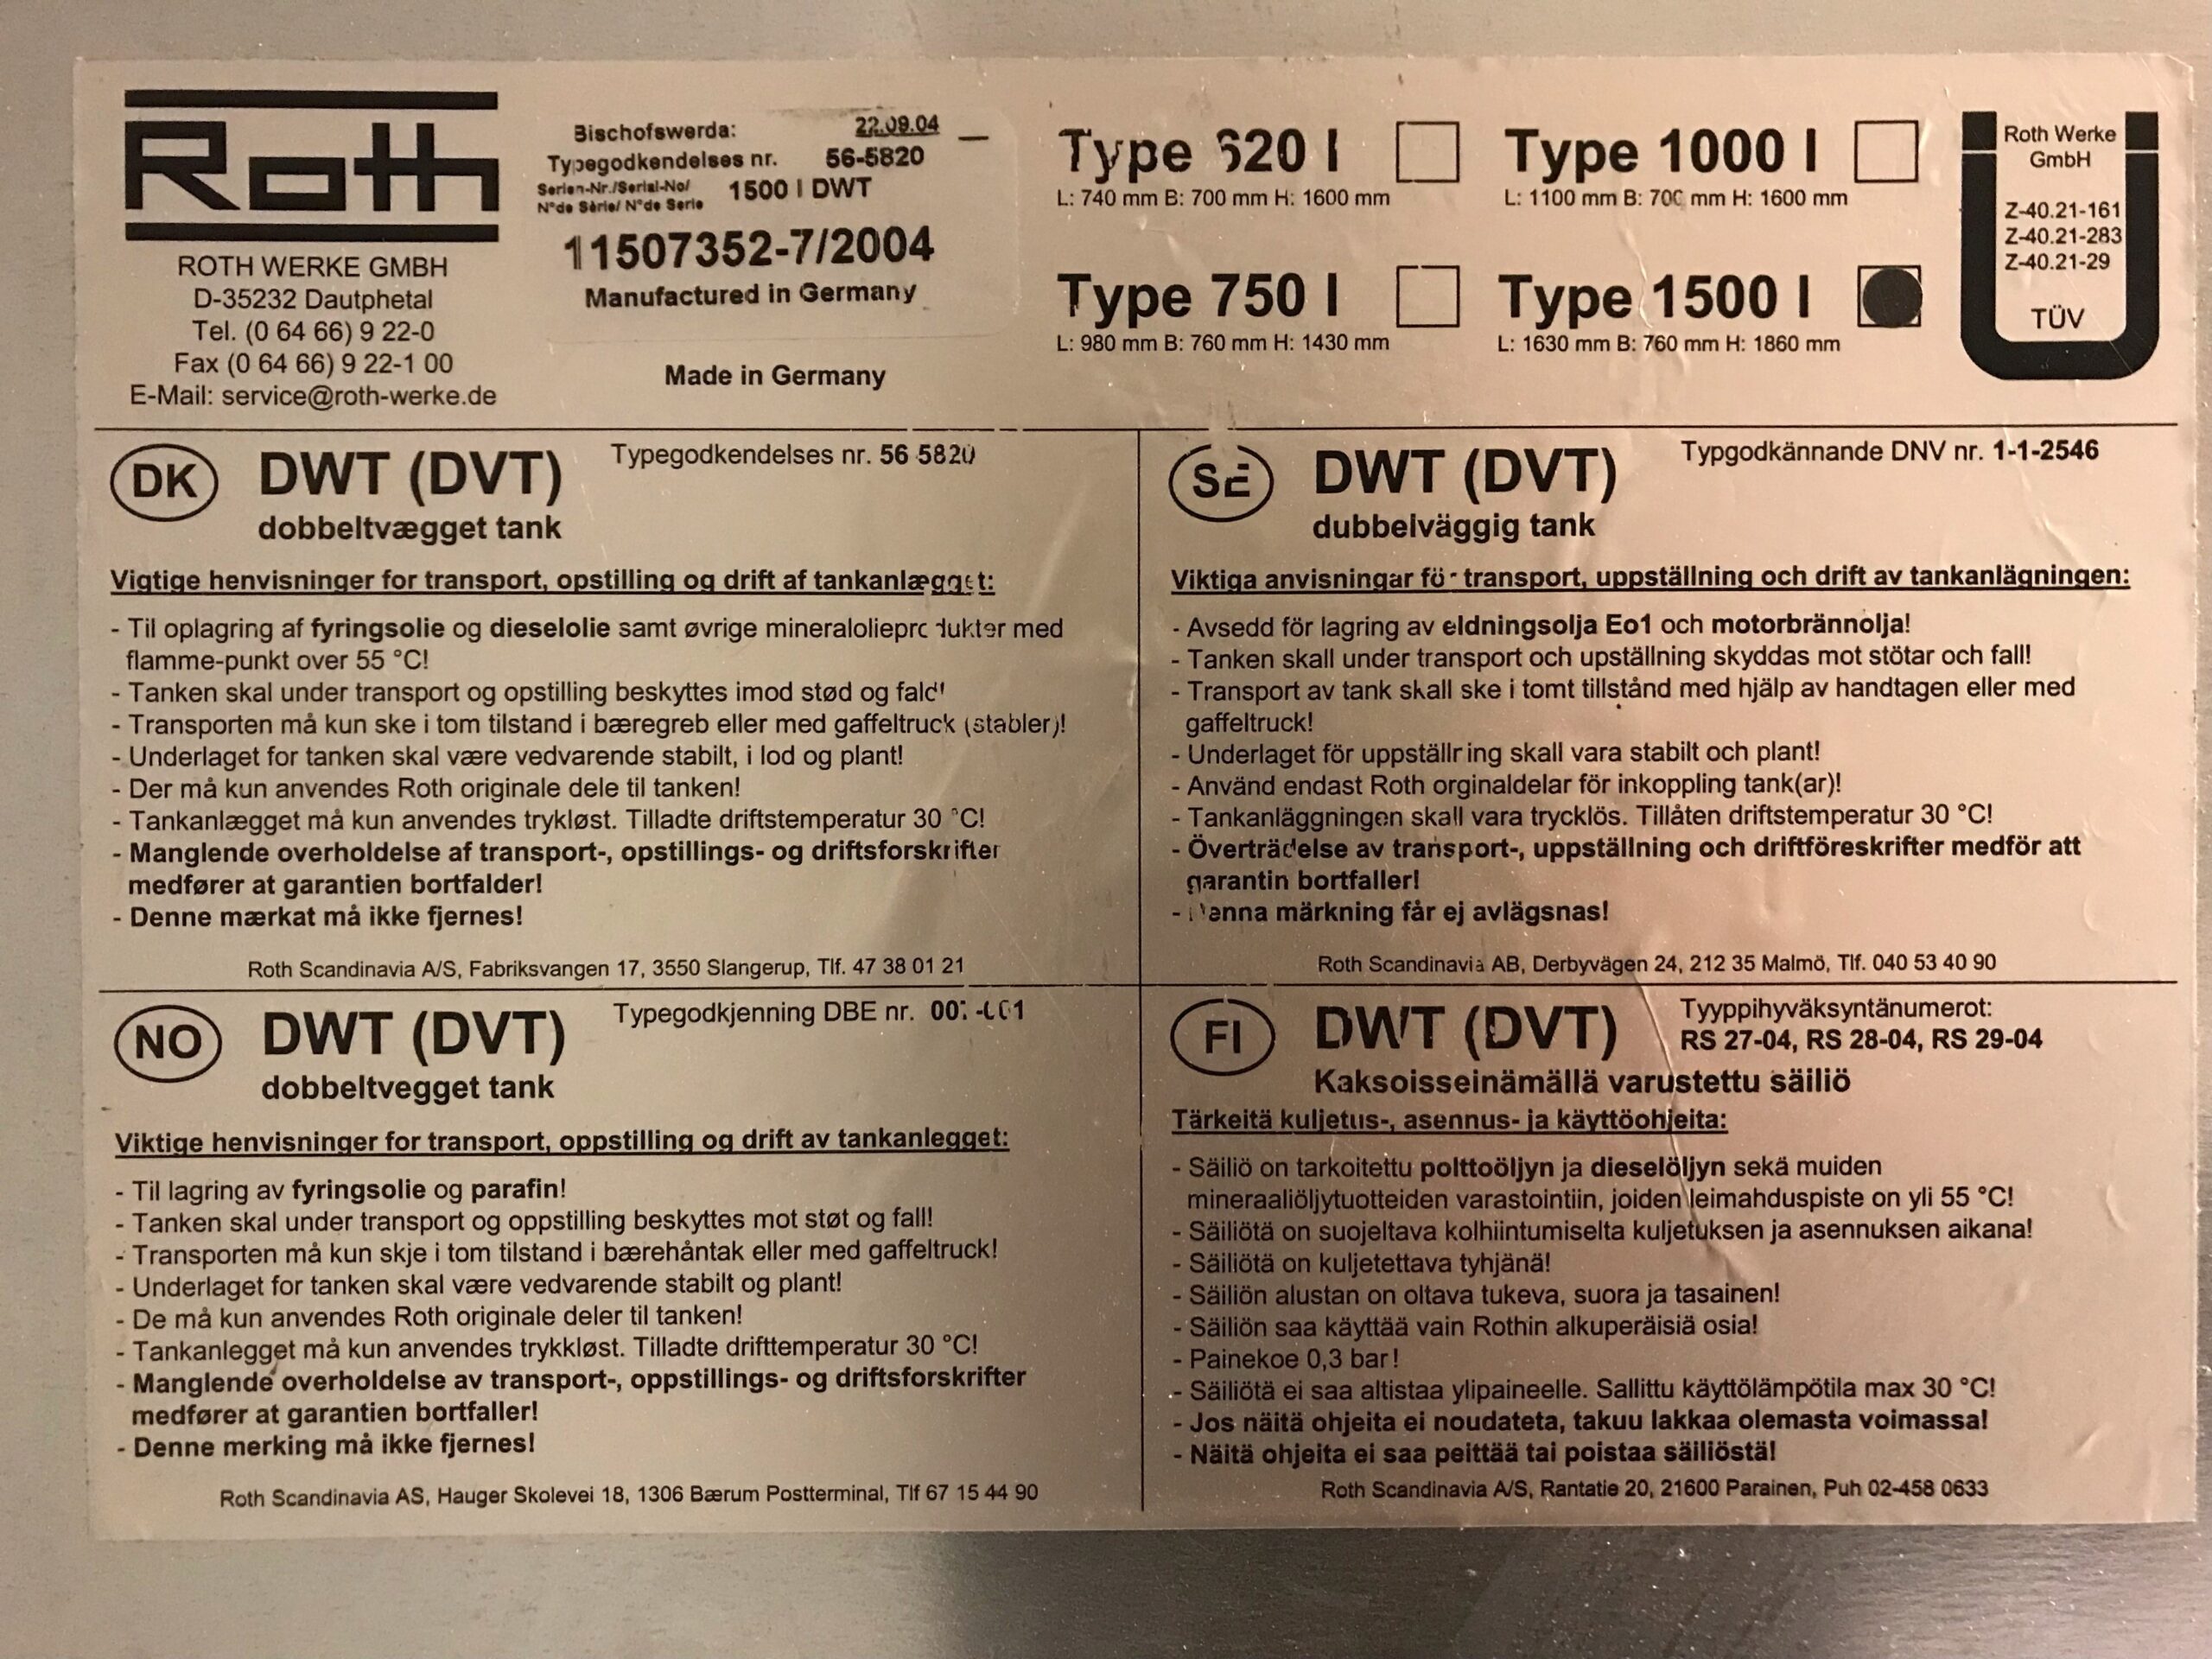 Roth
ROTH WERKE GMBH
D-35232 Dautphetal
Tel. (0 64 66) 9 22-0
Fax (0 64 66) 9 22-1 00
E-Mail: service@roth-werke.de
Bischofswerda: 22.09.04
Typegodkendelses nr. 56-5820
Serien-Nr./Serial-No/ 1500 l DWT
N°de Série/ N°de Serie
11507352-7/2004
Manufactured in Germany
Made in Germany
Type 620 l
L: 740 mm B: 700 mm H: 1600 mm
Type 1000 l
L: 1100 mm B: 700 mm H: 1600 mm
Type 750 l
L: 980 mm B: 760 mm H: 1430 mm
Type 1500 l
L: 1630 mm B: 760 mm H: 1860 mm
Roth Werke
GmbH
Z-40.21-161
Z-40.21-283
Z-40.21-29
TÜV
DK DWT (DVT) Typegodkendelses nr. 56 5820
dobbeltvægget tank
Vigtige henvisninger for transport, opstilling og drift af tankanlægget:
- Til oplagring af fyringsolie og dieselolie samt øvrige mineralolieprodukter med
flamme-punkt over 55 °C!
- Tanken skal under transport og opstilling beskyttes imod stød og fald!
- Transporten må kun ske i tom tilstand i bæregreb eller med gaffeltruck (stabler)!
- Underlaget for tanken skal være vedvarende stabilt, i lod og plant!
- Der må kun anvendes Roth originale dele til tanken!
- Tankanlægget må kun anvendes trykløst. Tilladte driftstemperatur 30 °C!
- Manglende overholdelse af transport-, opstillings- og driftsforskrifter
medfører at garantien bortfalder!
- Denne mærkat må ikke fjernes!
Roth Scandinavia A/S, Fabriksvangen 17, 3550 Slangerup, Tlf. 47 38 01 21
SE DWT (DVT) Typgodkännande DNV nr. 1-1-2546
dubbelväggig tank
Viktiga anvisningar för transport, uppställning och drift av tankanlägningen:
- Avsedd för lagring av eldningsolja Eo1 och motorbrännolja!
- Tanken skall under transport och upställning skyddas mot stötar och fall!
- Transport av tank skall ske i tomt tillstånd med hjälp av handtagen eller med
gaffeltruck!
- Underlaget för uppställning skall vara stabilt och plant!
- Använd endast Roth orginaldelar för inkoppling tank(ar)!
- Tankanläggningen skall vara trycklös. Tillåten driftstemperatur 30 °C!
- Överträdelse av transport-, uppställning och driftföreskrifter medför att
garantin bortfaller!
- Denna märkning får ej avlägsnas!
Roth Scandinavia AB, Derbyvägen 24, 212 35 Malmö, Tlf. 040 53 40 90
NO DWT (DVT) Typegodkjenning DBE nr.
dobbeltvegget tank
Viktige henvisninger for transport, oppstilling og drift av tankanlegget:
- Til lagring av fyringsolie og parafin!
- Tanken skal under transport og oppstilling beskyttes mot støt og fall!
- Transporten må kun skje i tom tilstand i bærehåntak eller med gaffeltruck!
- Underlaget for tanken skal være vedvarende stabilt og plant!
- De må kun anvendes Roth originale deler til tanken!
- Tankanlegget må kun anvendes trykkløst. Tilladte drifttemperatur 30 °C!
- Manglende overholdelse av transport-, oppstillings- og driftsforskrifter
medfører at garantien bortfaller!
- Denne merking må ikke fjernes!
Roth Scandinavia AS, Hauger Skolevei 18, 1306 Bærum Postterminal, Tlf 67 15 44 90
FI DWT (DVT) Tyyppihyväksyntänumerot:
RS 27-04, RS 28-04, RS 29-04
Kaksoisseinämällä varustettu säiliö
Tärkeitä kuljetus-, asennus- ja käyttöohjeita:
- Säiliö on tarkoitettu polttoöljyn ja dieselöljyn sekä muiden
mineraaliöljytuotteiden varastointiin, joiden leimahduspiste on yli 55 °C!
- Säiliötä on suojeltava kolhiintumiselta kuljetuksen ja asennuksen aikana!
- Säiliötä on kuljetettava tyhjänä!
- Säiliön alustan on oltava tukeva, suora ja tasainen!
- Säiliön saa käyttää vain Rothin alkuperäisiä osia!
- Painekoe 0,3 bar!
- Säiliötä ei saa altistaa ylipaineelle. Sallittu käyttölämpötila max 30 °C!
- Jos näitä ohjeita ei noudateta, takuu lakkaa olemasta voimassa!
- Näitä ohjeita ei saa peittää tai poistaa säiliöstä!
Roth Scandinavia A/S, Rantatie 20, 21600 Parainen, Puh 02-458 0633